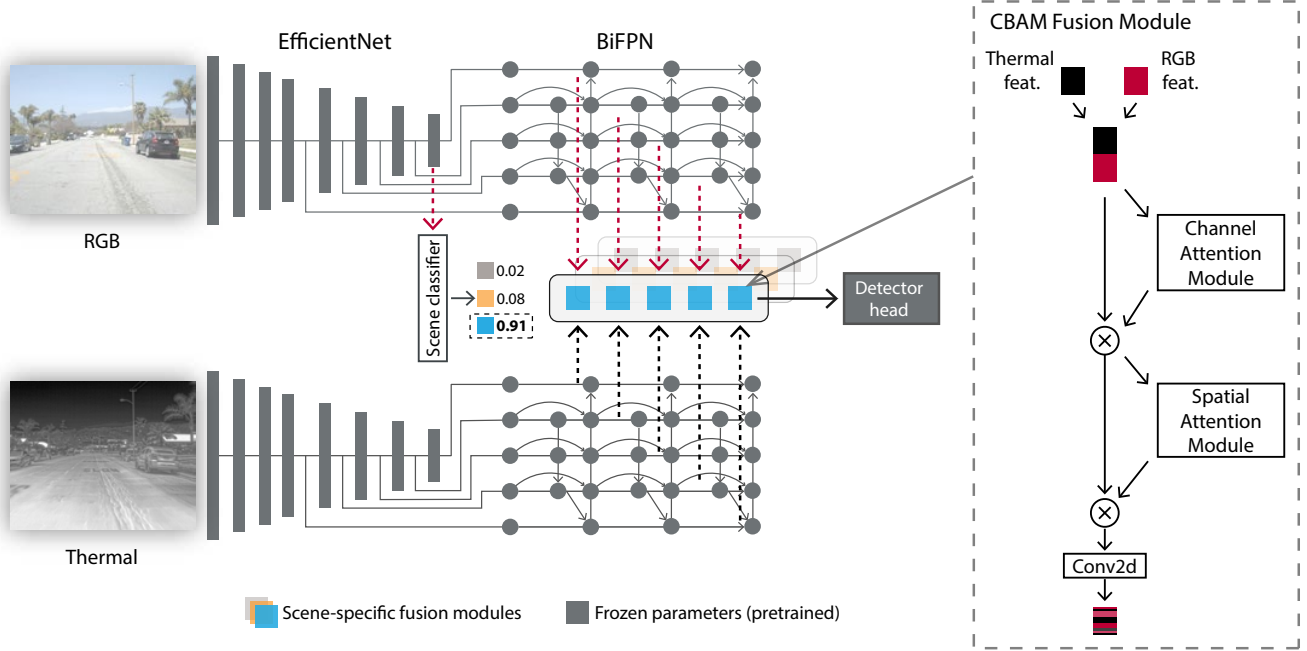 EfficientNet
BiFPN
RGB
Scene classifier
0.02
0.08
0.91
Detector
head
Thermal
Scene-specific fusion modules
Frozen parameters (pretrained)
CBAM Fusion Module
Thermal
feat.
RGB
feat.
Channel
Attention
Module
Spatial
Attention
Module
Conv2d